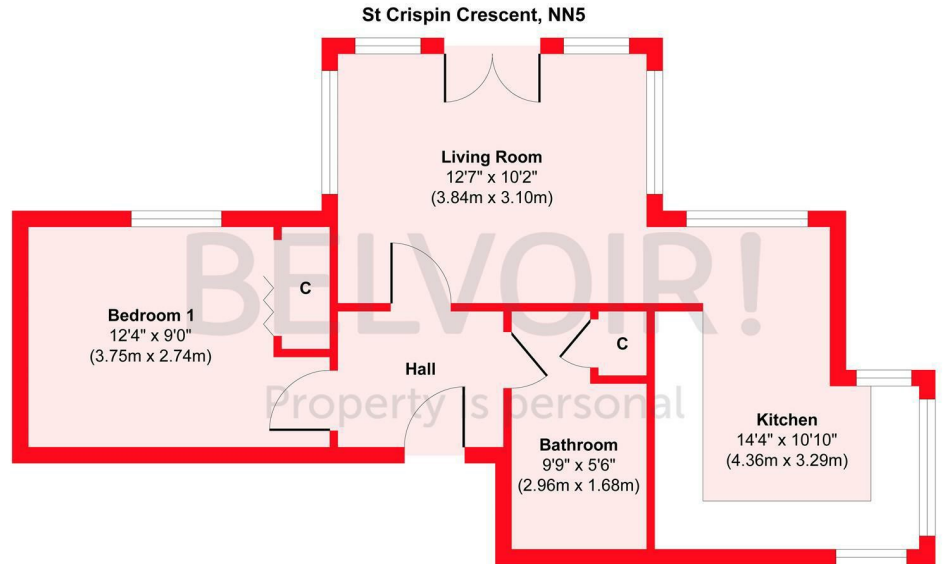 St Crispin Crescent, NN5
Living Room
12'7" x 10'2"
(3.84m x 3.10m)
BELVOIR!
C
Bedroom 1
12'4" x 9'0"
(3.75m x 2.74m)
C
Hall
Property is personal
Kitchen
14'4" x 10'10"
(4.36m x 3.29m)
Bathroom
9'9" x 5'6"
(2.96m x 1.68m)